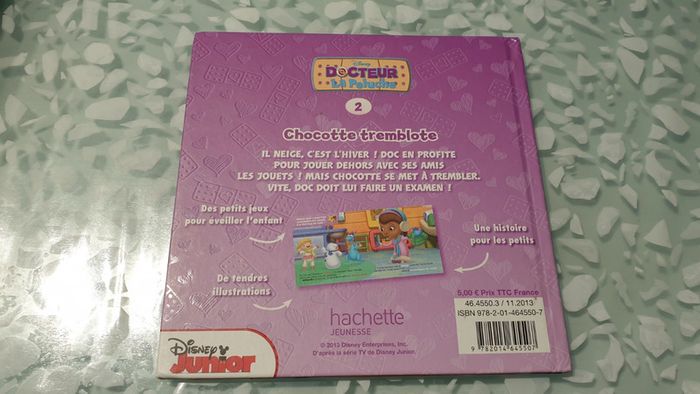 Disney
DOCTEUR
La Peluche
2
Chocotte tremblote
IL NEIGE, C'EST L'HIVER ! DOC EN PROFITE
POUR JOUER DEHORS AVEC SES AMIS
LES JOUETS ! MAIS CHOCOTTE SE MET À TREMBLER.
VITE, DOC DOIT LUI FAIRE UN EXAMEN !
Des petits jeux
pour éveiller l'enfant
Une histoire
pour les petits
De tendres
illustrations
5,00 € Prix TTC France
46.4550.3 / 11.2013
ISBN 978-2-01-464550-7
hachette
JEUNESSE
© 2013 Disney Enterprises, Inc.
D'après la série TV de Disney Junior.
9 782014 645507
Disney
Junior